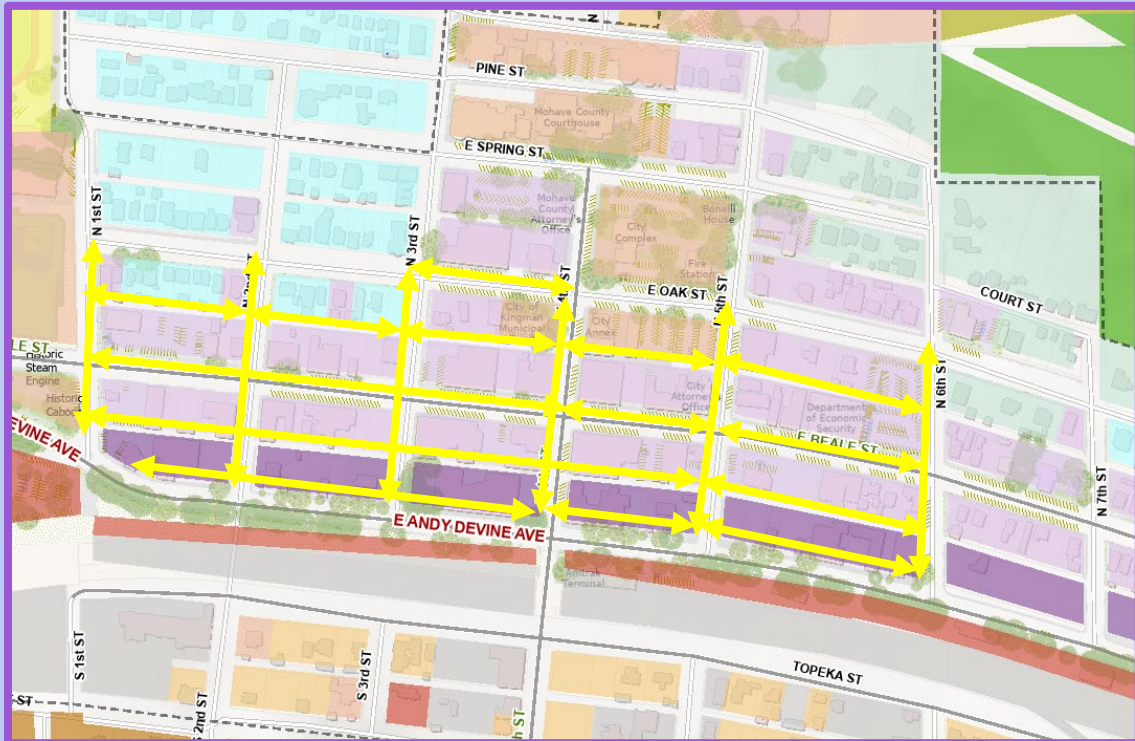 PINE ST
Mohave County
Courthouse
E SPRING ST
N 1st ST
N 3rd ST
Mohave
County
Attorney's
Office
City
Complex
Bonelli
House
Fire
Station
E OAK ST
COURT ST
City of
Kingman
Municipal
City
Annex
N 6th ST
Historic
Steam
Engine
Historic
City
Attorney's
Office
Department
of Economic
Security
E BEALE ST
DEVINE AVE
E ANDY DEVINE AVE
N 7th ST
Amtrak
Terminal
S 1st ST
S 2nd ST
S 3rd ST
TOPEKA ST